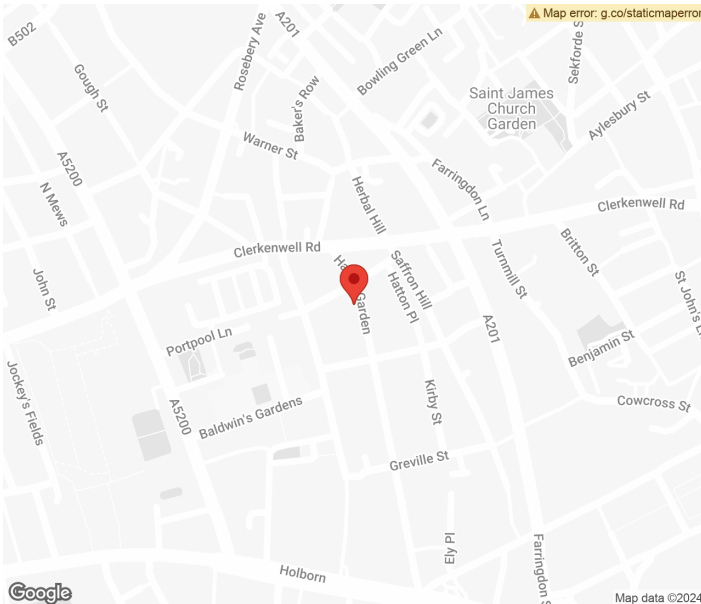 Map error: g.co/staticmaperror
B502
Rosebery Ave
A201
Sekforde S
Gough St
Bowling Green Ln
Baker's Row
Saint James
Church
Garden
Aylesbury St
Warner St
A5200
Farringdon Ln
N Mews
Herbal Hill
Clerkenwell Rd
Clerkenwell Rd
Britton St
Turnmill St
Saffron Hill
Hatton Pl
Garden
John St
St John's L
A201
Portpool Ln
Benjamin St
Jockey's Fields
Kirby St
A5200
Baldwin's Gardens
Cowcross St
Greville St
Ely Pl
Farringdon S
Holborn
Google
Map data ©2024